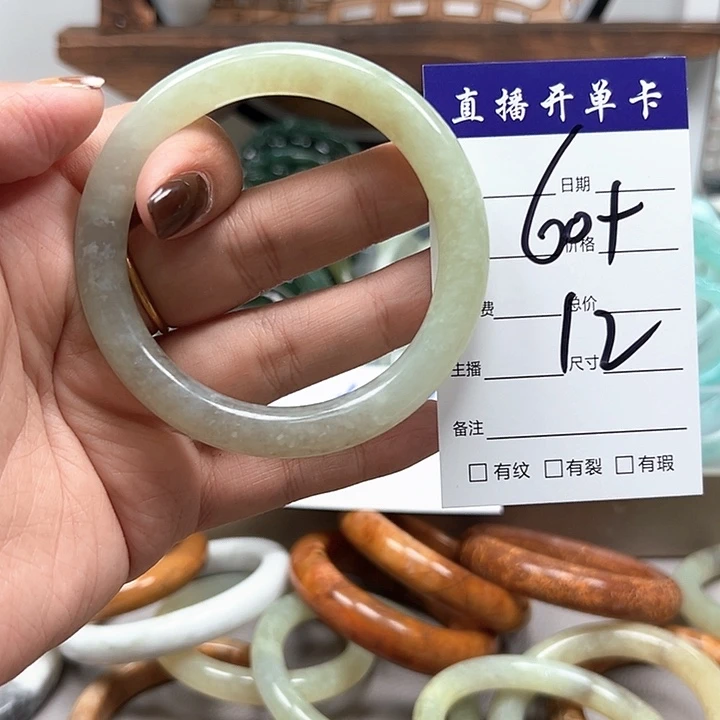 直播开单卡
日期
60+
价格
费
总价
12
主播
尺寸
备注
有纹 有裂 有瑕